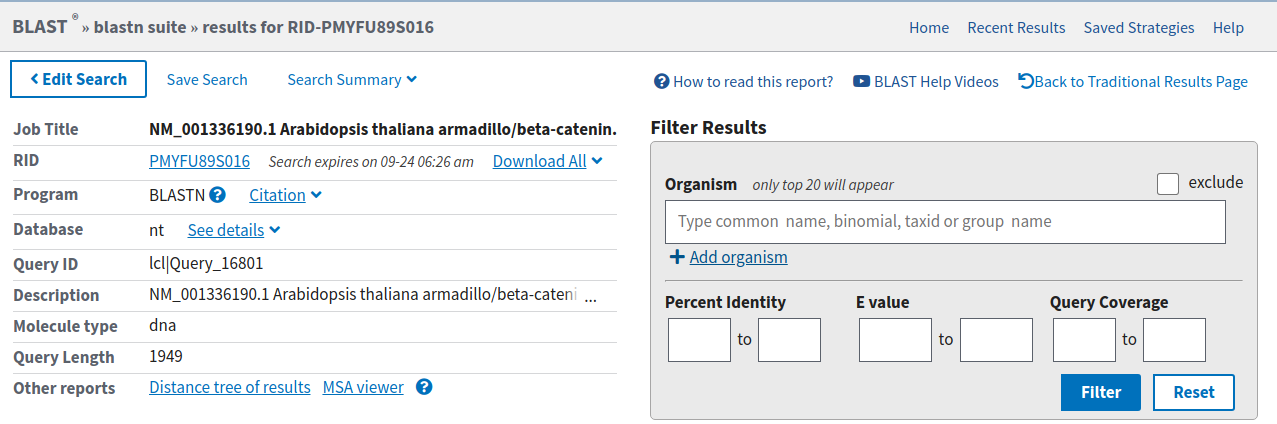 BLAST ® » blastn suite » results for RID-PMYFU89S016
Home Recent Results Saved Strategies Help
Edit Search Save Search Search Summary
How to read this report? BLAST Help Videos Back to Traditional Results Page
Job Title NM_001336190.1 Arabidopsis thaliana armadillo/beta-catenin.
RID PMYFU89S016 Search expires on 09-24 06:26 am Download All
Program BLASTN Citation
Database nt See details
Query ID lcl|Query_16801
Description NM_001336190.1 Arabidopsis thaliana armadillo/beta-cateni ...
Molecule type dna
Query Length 1949
Other reports Distance tree of results MSA viewer
Filter Results
Organism only top 20 will appear exclude
Type common name, binomial, taxid or group name
Add organism
Percent Identity E value Query Coverage
to to to
Filter Reset